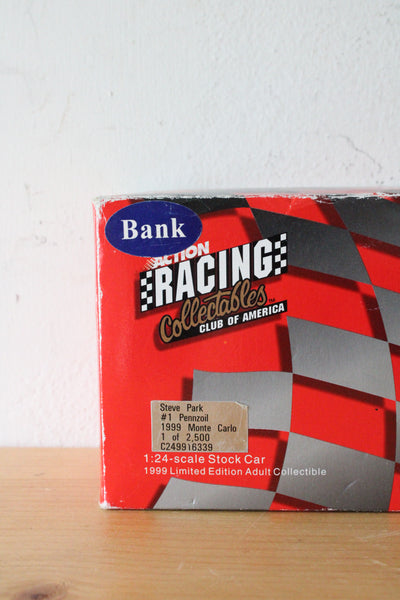 Bank
ACTION
RACING
Collectables
CLUB OF AMERICA
Steve Park
#1 Pennzoil
1999 Monte Carlo
1 of 2,500
C249916339
1:24-scale Stock Car
1999 Limited Edition Adult Collectible